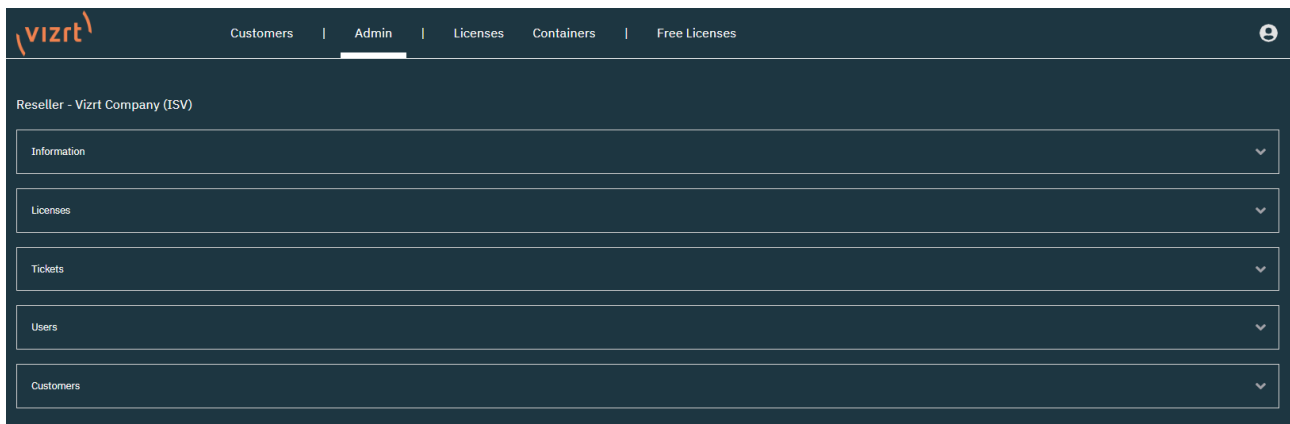 vizrt Customers | Admin | Licenses Containers | Free Licenses
Reseller - Vizrt Company (ISV)
Information
Licenses
Tickets
Users
Customers